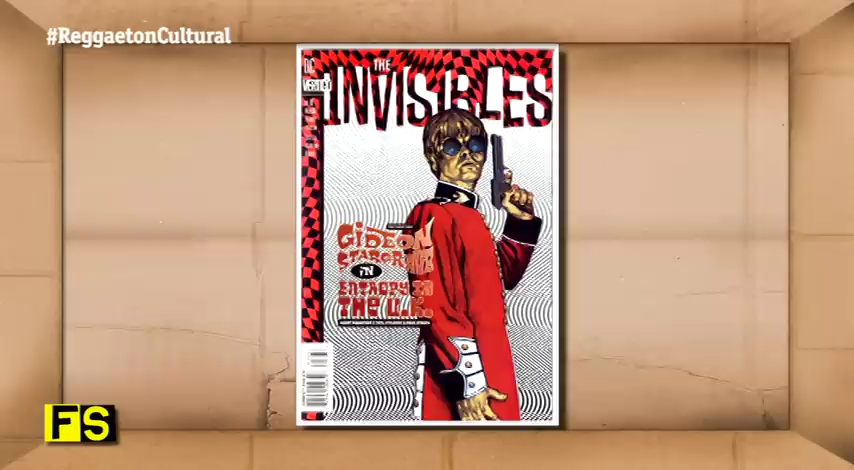 #ReggaetonCultural
DC
VERTIGO
THE
INVISIBLES
GIDEON
STARGRAVE
IN
ENTROPY IN
THE U.K.
FS